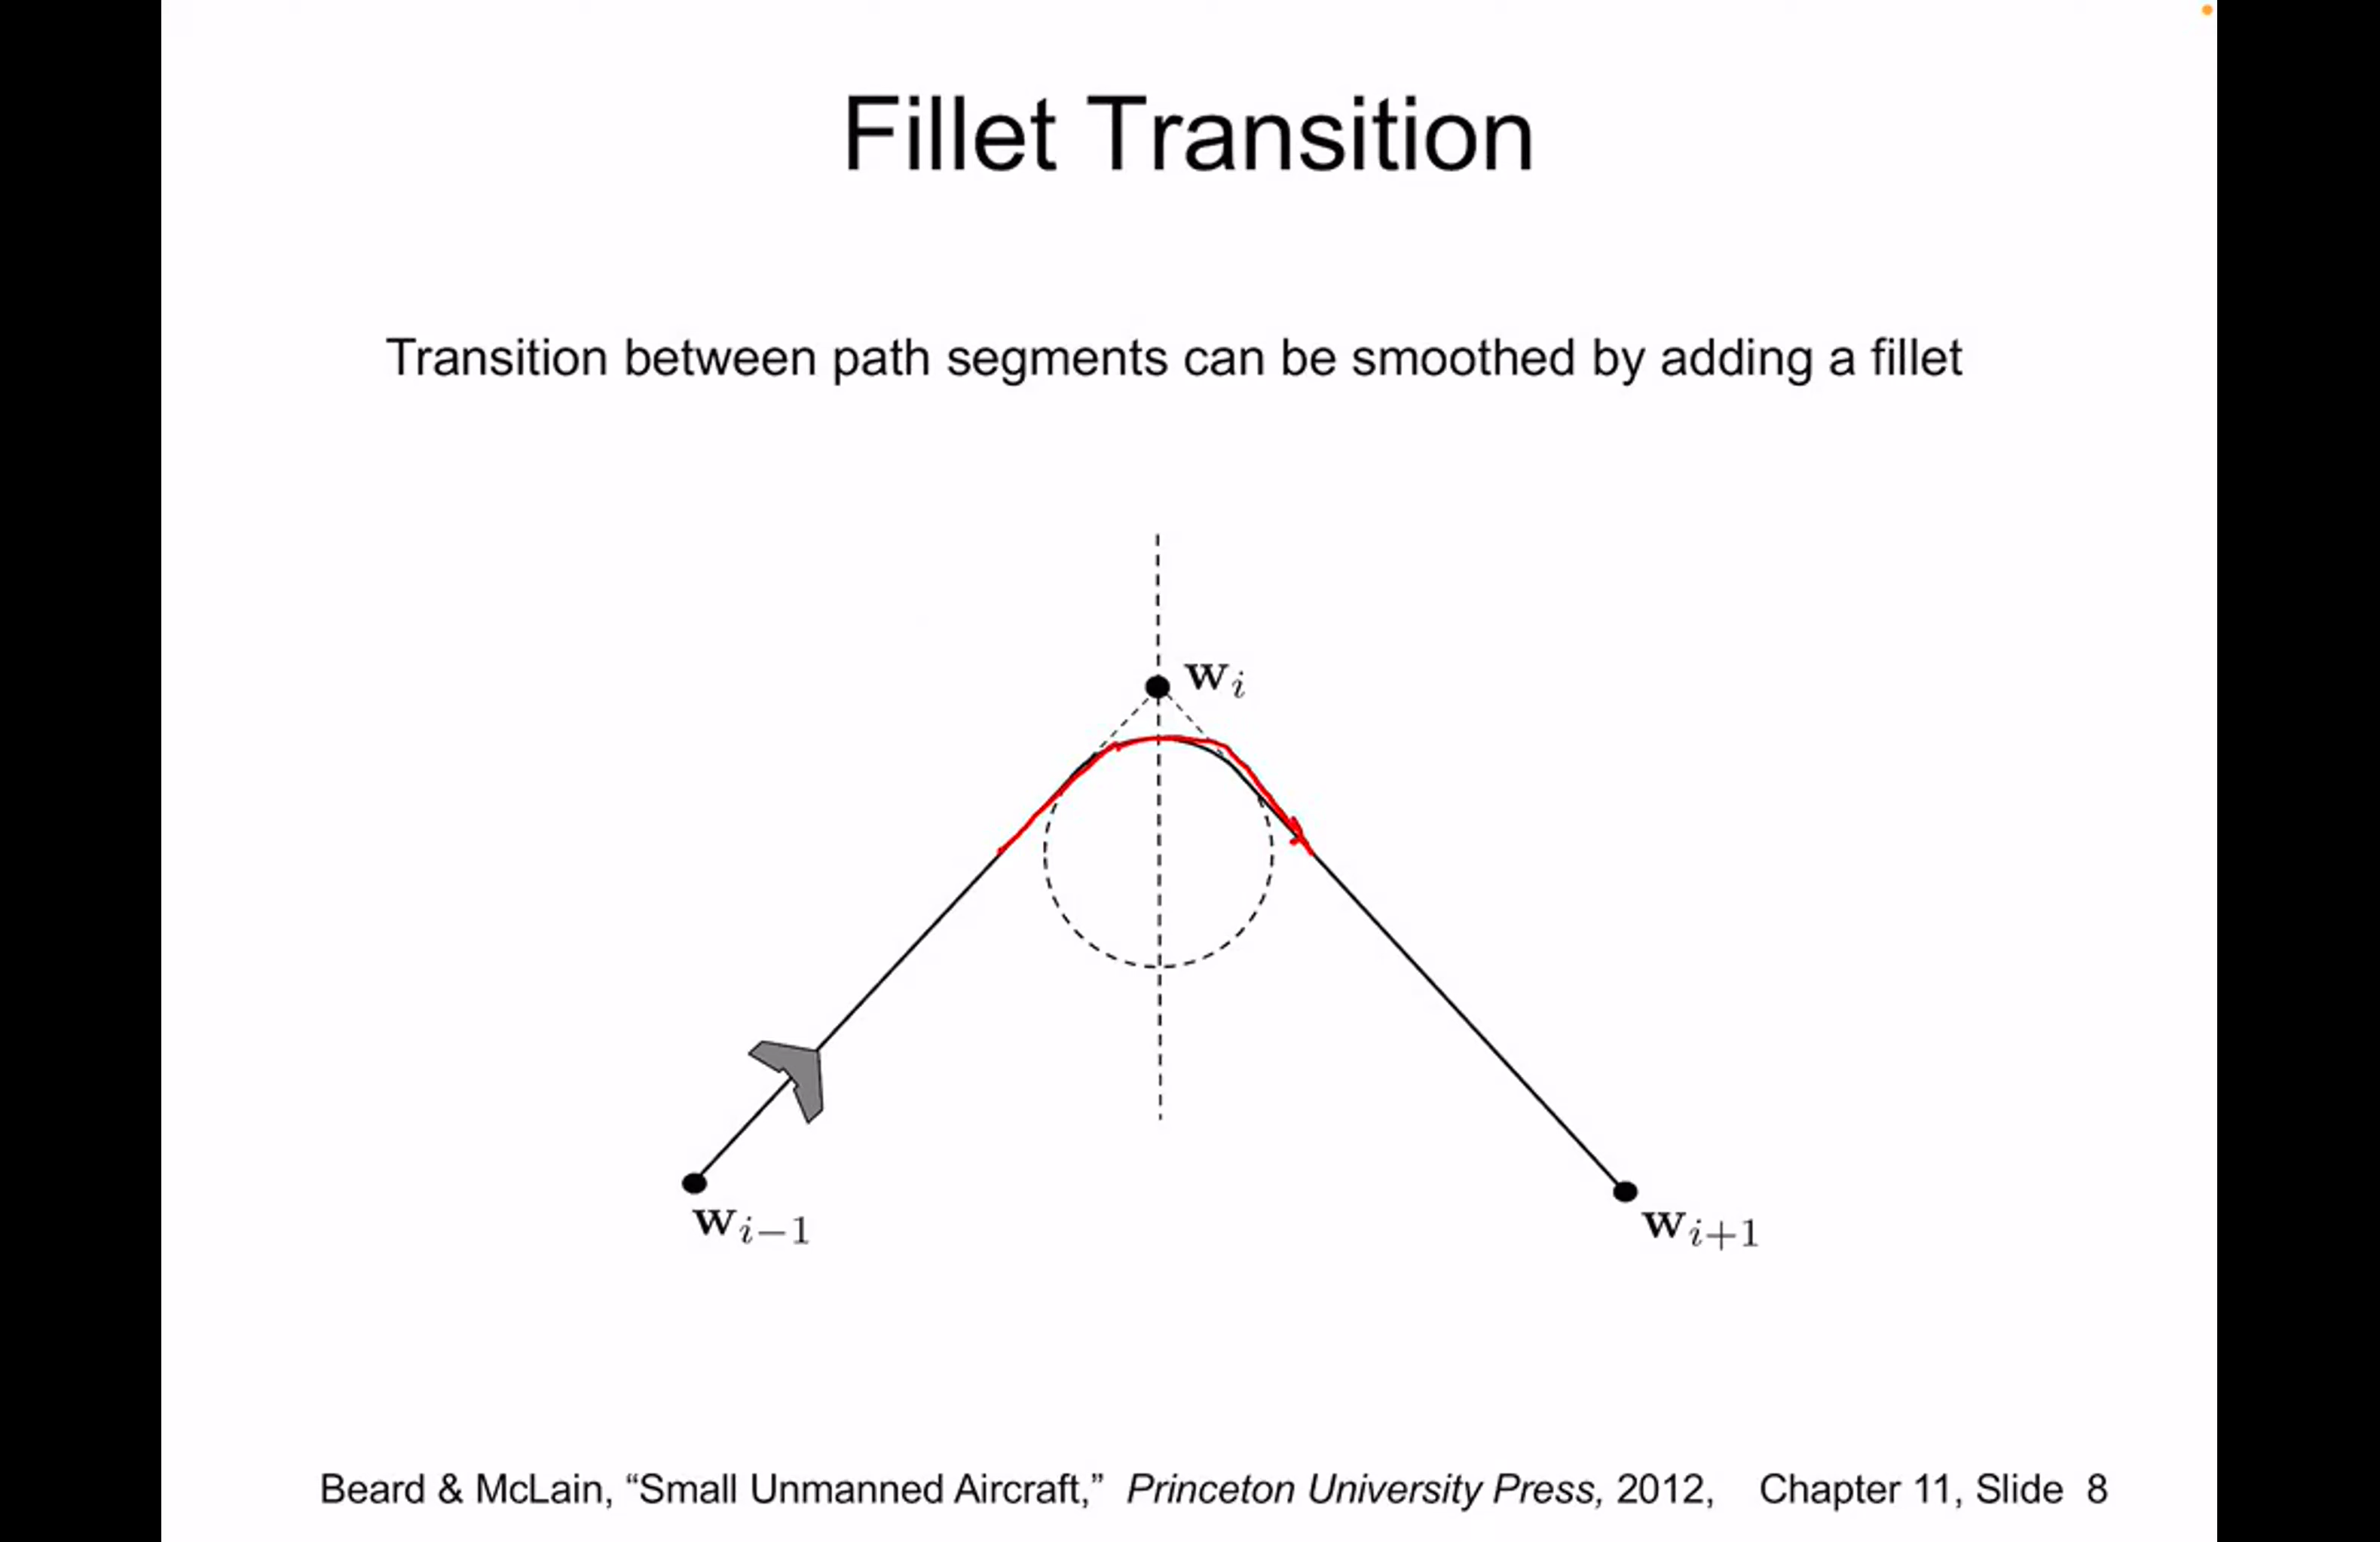 Fillet Transition
Transition between path segments can be smoothed by adding a fillet
w_i
w_{i-1}
w_{i+1}
Beard & McLain, “Small Unmanned Aircraft,” Princeton University Press, 2012, Chapter 11, Slide 8